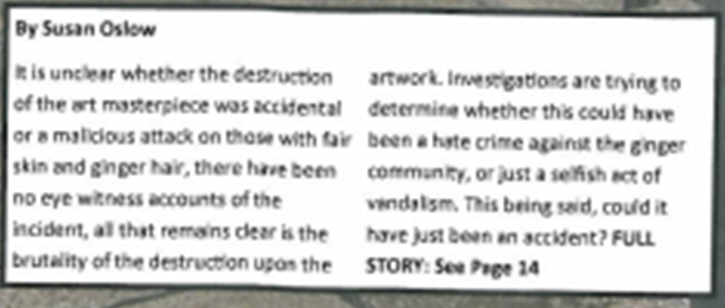 By Susan Oslow
It is unclear whether the destruction
of the art masterpiece was accidental
or a malicious attack on those with fair
skin and ginger hair, there have been
no eye witness accounts of the
incident, all that remains clear is the
brutality of the destruction upon the
artwork. Investigations are trying to
determine whether this could have
been a hate crime against the ginger
community, or just a selfish act of
vandalism. This being said, could it
have just been an accident? FULL
STORY: See Page 14